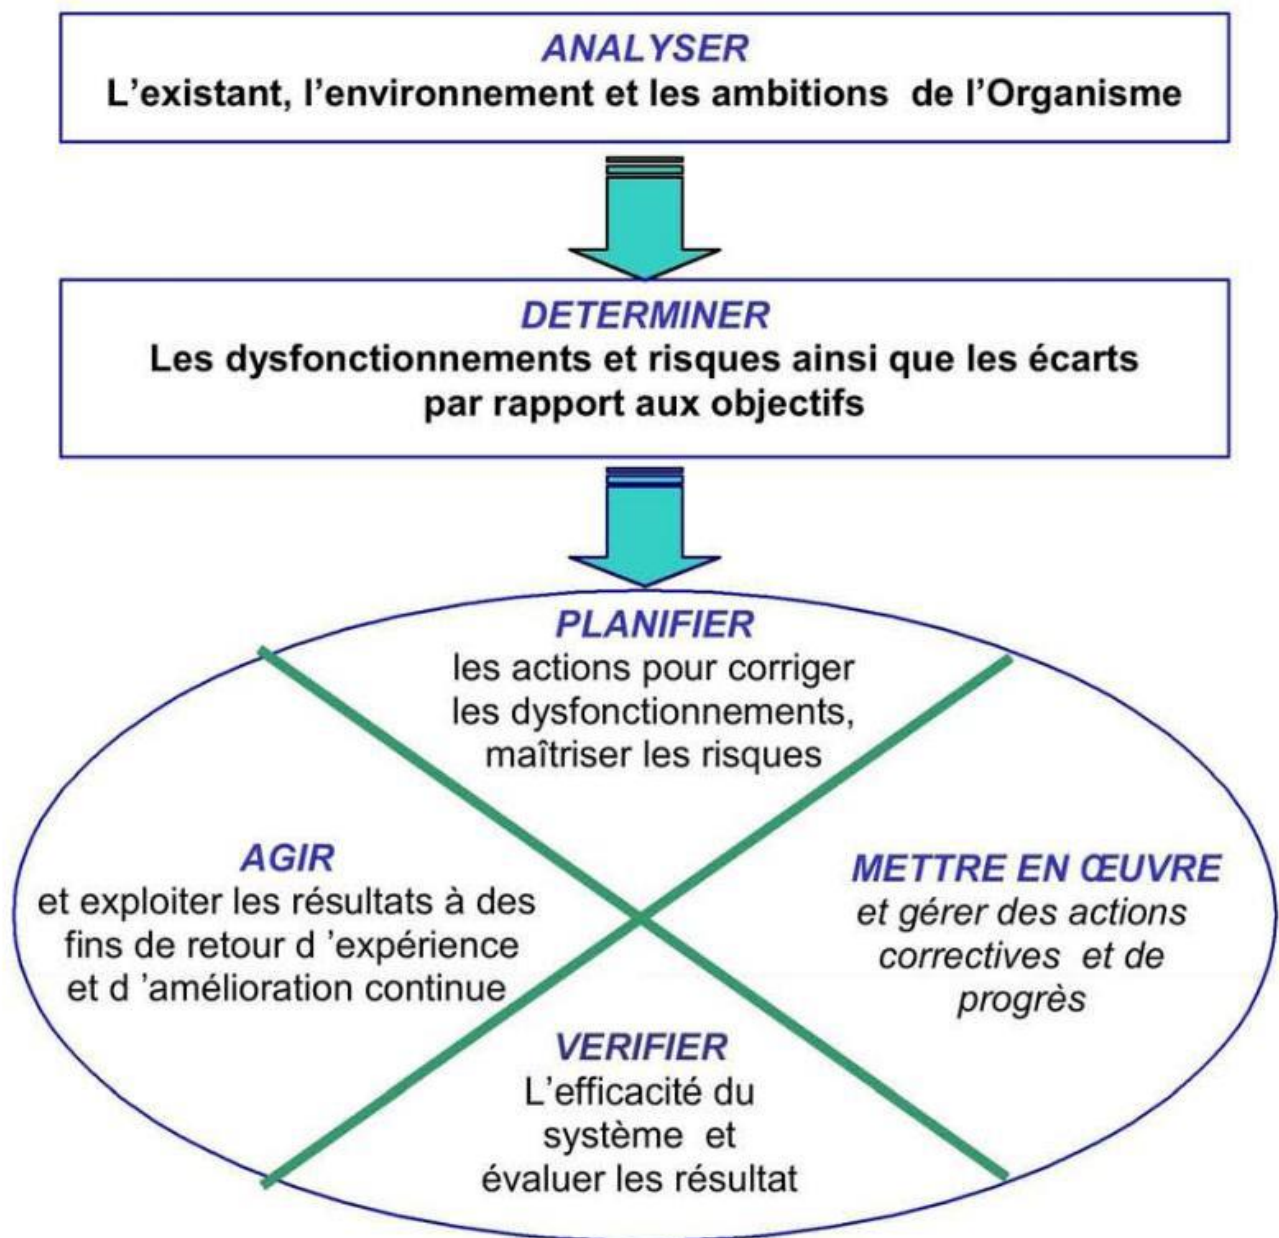 ANALYSER
L'existant, l'environnement et les ambitions  de l'Organisme
DETERMINER
Les dysfonctionnements et risques ainsi que les écarts
par rapport aux objectifs
PLANIFIER
les actions pour corriger
les dysfonctionnements,
maîtriser les risques
AGIR
et exploiter les résultats à des
fins de retour d 'expérience
et d 'amélioration continue
METTRE EN ŒUVRE
et gérer des actions
correctives  et de
progrès
VERIFIER
L'efficacité du
système  et
évaluer les résultat